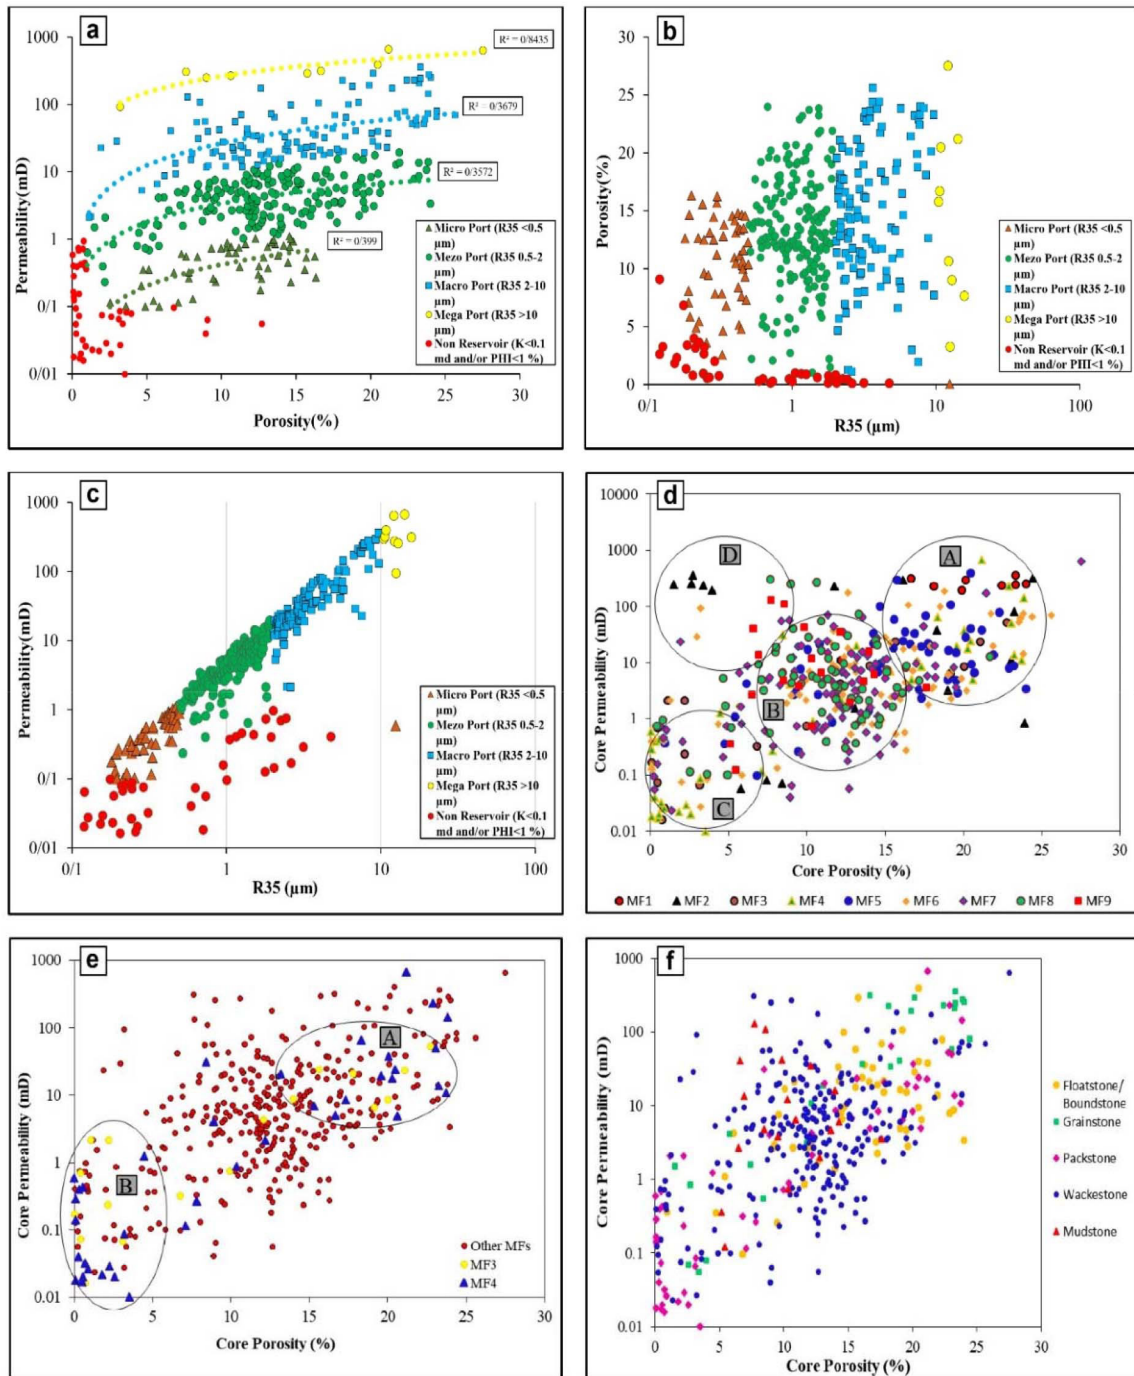 a
1000
100
10
1
0/1
0/01
0
5
10
15
20
25
30
Permeability(mD)
Porosity(%)
R² = 0/8435
R² = 0/3679
R² = 0/3572
R² = 0/399
Micro Port (R35 <0.5
µm)
Mezo Port (R35 0.5-2
µm)
Macro Port (R35 2-10
µm)
Mega Port (R35 >10
µm)
Non Reservoir (K<0.1
md and/or PHI<1 %)
b
30
25
20
15
10
5
0
0/1
1
10
100
Porosity(%)
R35 (µm)
Micro Port (R35 <0.5
µm)
Mezo Port (R35 0.5-2
µm)
Macro Port (R35 2-10
µm)
Mega Port (R35 >10
µm)
Non Reservoir (K<0.1
md and/or PHI<1 %)
c
1000
100
10
1
0/1
0/01
0/1
1
10
100
Permeability(mD)
R35 (µm)
Micro Port (R35 <0.5
µm)
Mezo Port (R35 0.5-2
µm)
Macro Port (R35 2-10
µm)
Mega Port (R35 >10
µm)
Non Reservoir (K<0.1
md and/or PHI<1 %)
d
10000
1000
100
10
1
0.1
0.01
0
5
10
15
20
25
30
Core Permeability (mD)
Core Porosity (%)
D
A
B
C
MF1 MF2 MF3 MF4 MF5 MF6 MF7 MF8 MF9
e
1000
100
10
1
0.1
0.01
0
5
10
15
20
25
30
Core Permeability (mD)
Core Porosity (%)
A
B
Other MFs
MF3
MF4
f
1000
100
10
1
0.1
0.01
0
5
10
15
20
25
30
Core Permeability (mD)
Core Porosity (%)
Floatstone/
Boundstone
Grainstone
Packstone
Wackestone
Mudstone